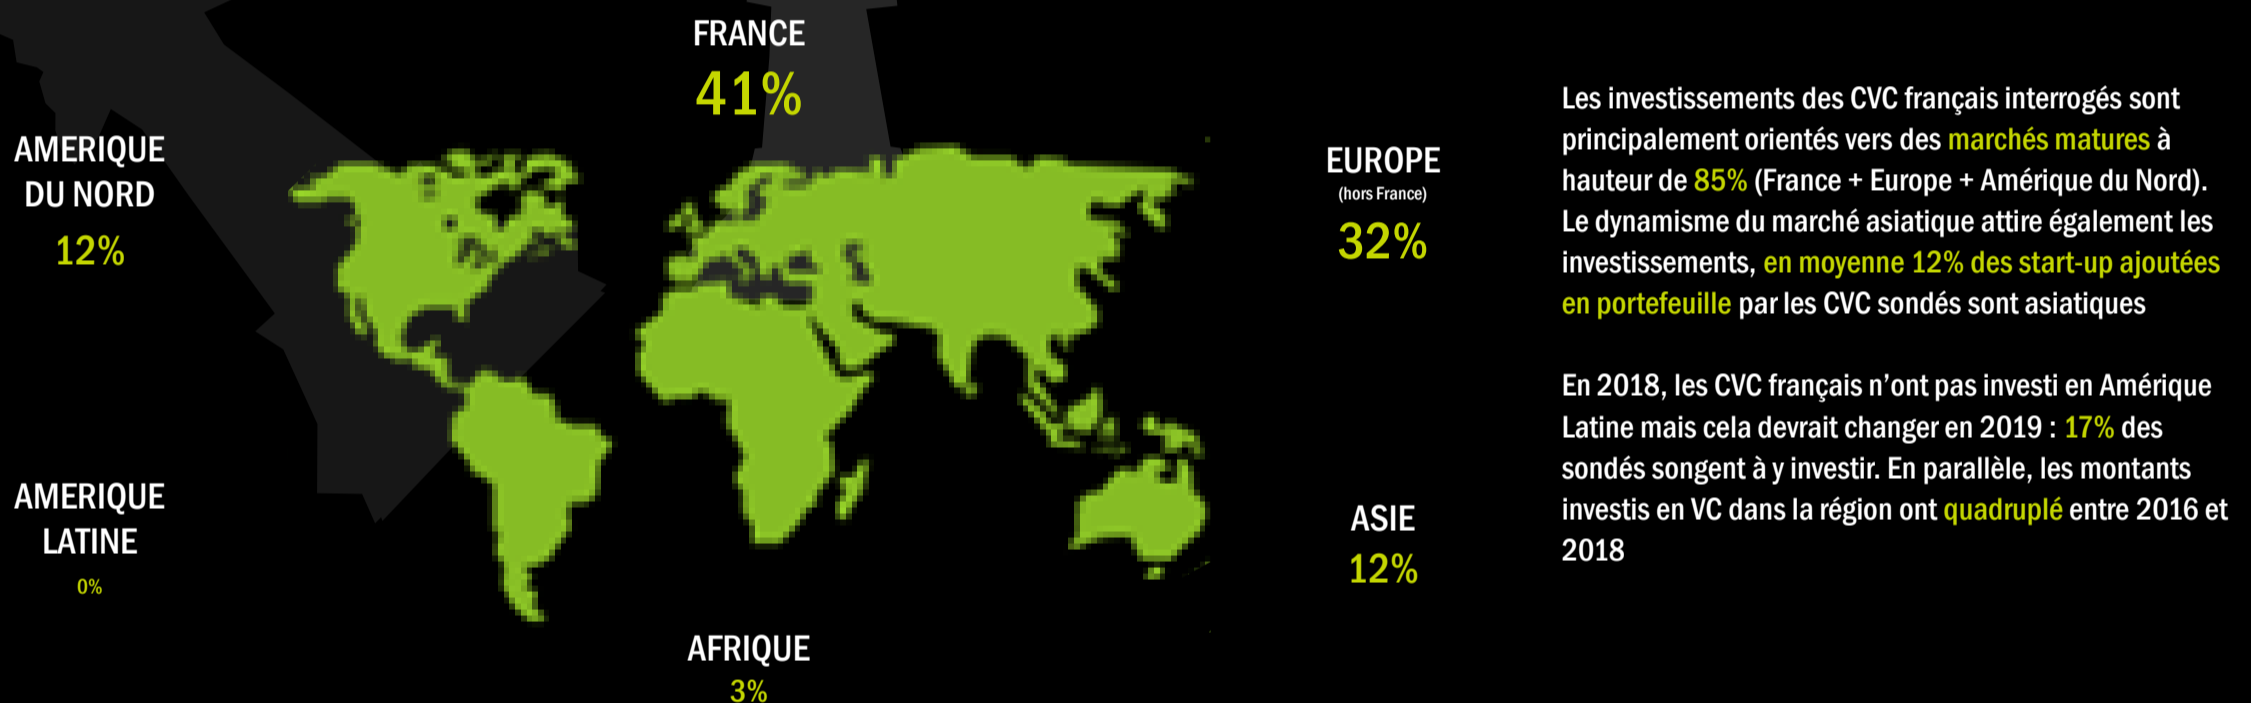 FRANCE
41%
AMERIQUE
DU NORD
12%
EUROPE
(hors France)
32%
AMERIQUE
LATINE
0%
ASIE
12%
AFRIQUE
3%
Les investissements des CVC français interrogés sont
principalement orientés vers des marchés matures à
hauteur de 85% (France + Europe + Amérique du Nord).
Le dynamisme du marché asiatique attire également les
investissements, en moyenne 12% des start-up ajoutées
en portefeuille par les CVC sondés sont asiatiques
En 2018, les CVC français n’ont pas investi en Amérique
Latine mais cela devrait changer en 2019 : 17% des
sondés songent à y investir. En parallèle, les montants
investis en VC dans la région ont quadruplé entre 2016 et
2018